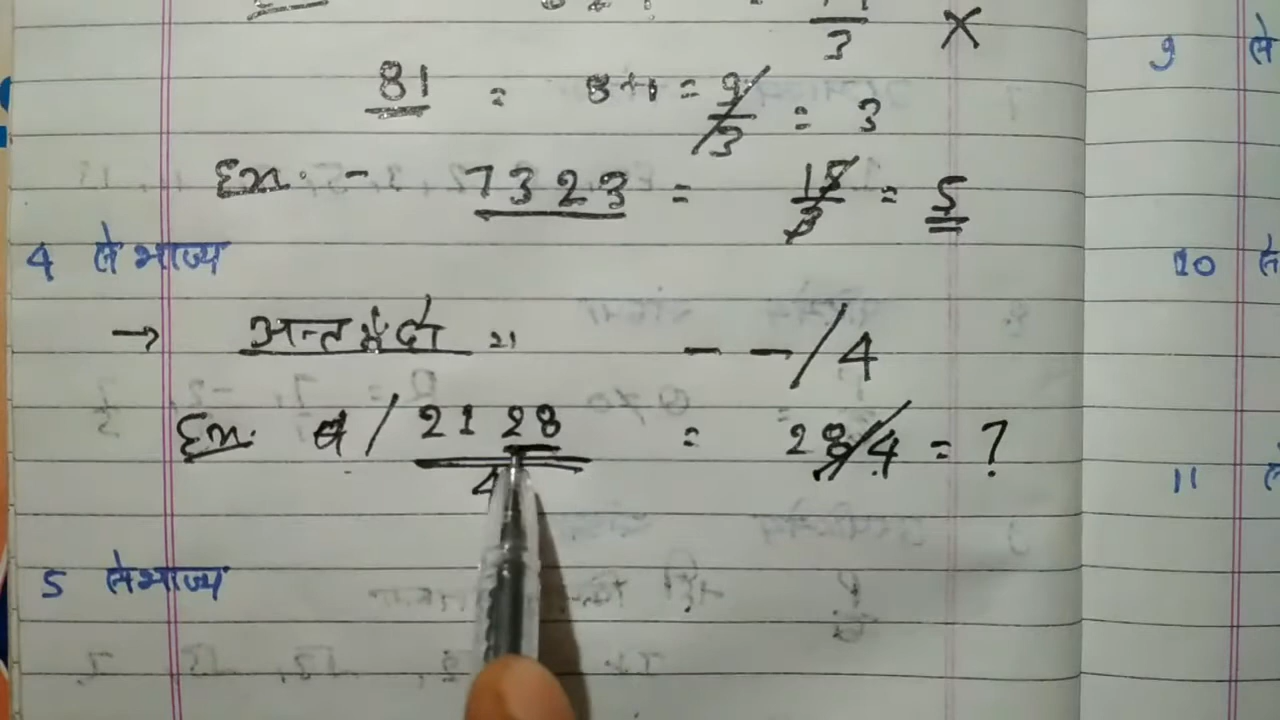 3 X
81 = 8+1 = 9/3 = 3
Ex. - 7323 = 15/3 = 5
4 से भाज्य
→ अन्त में दो -- / 4
Ex. 2128 / 4 = 28/4 = ?
5 से भाज्य
9 से
10 से
11 से